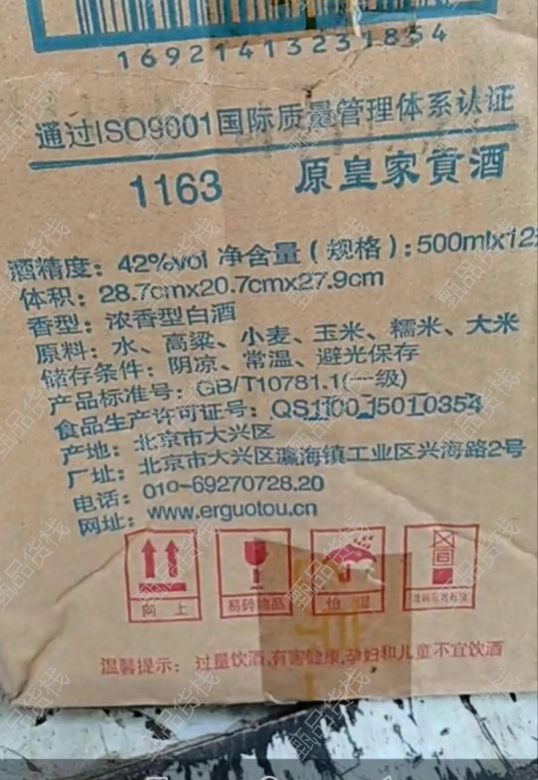 16921413231854
通过ISO9001国际质量管理体系认证
1163 原皇家貢酒
酒精度：42%vol 净含量（规格）：500mlx12
体积：28.7cmx20.7cmx27.9cm
香型：浓香型白酒
原料：水、高粱、小麦、玉米、糯米、大米
储存条件：阴凉、常温、避光保存
产品标准号：GB/T10781.1(一级)
食品生产许可证号：QS1100 1501 0354
产地：北京市大兴区
厂址：北京市大兴区瀛海镇工业区兴海路2号
电话：010-69270728.20
网址：www.erguotou.cn
向上 易碎物品 怕湿
温馨提示：过量饮酒,有害健康,孕妇和儿童不宜饮酒
甄品货栈